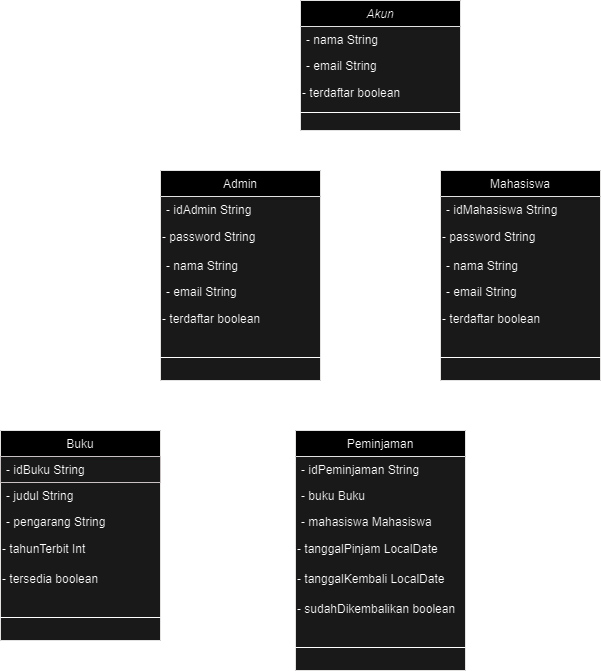 Akun
- nama String
- email String
- terdaftar boolean
Admin
- idAdmin String
- password String
- nama String
- email String
- terdaftar boolean
Mahasiswa
- idMahasiswa String
- password String
- nama String
- email String
- terdaftar boolean
Buku
- idBuku String
- judul String
- pengarang String
- tahunTerbit Int
- tersedia boolean
Peminjaman
- idPeminjaman String
- buku Buku
- mahasiswa Mahasiswa
- tanggalPinjam LocalDate
- tanggalKembali LocalDate
- sudahDikembalikan boolean